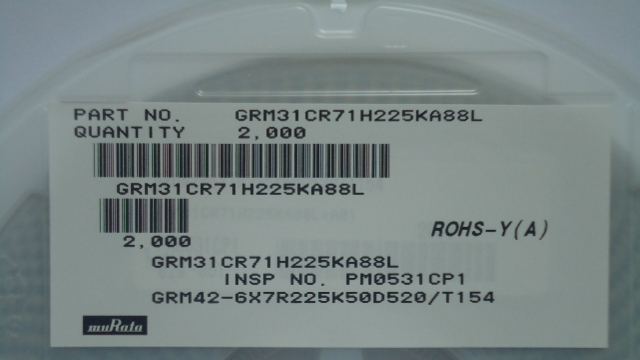 PART NO. GRM31CR71H225KA88L
QUANTITY 2,000
GRM31CR71H225KA88L
2,000
ROHS-Y(A)
GRM31CR71H225KA88L
INSP NO. PM0531CP1
GRM42-6X7R225K50D520/T154
muRata